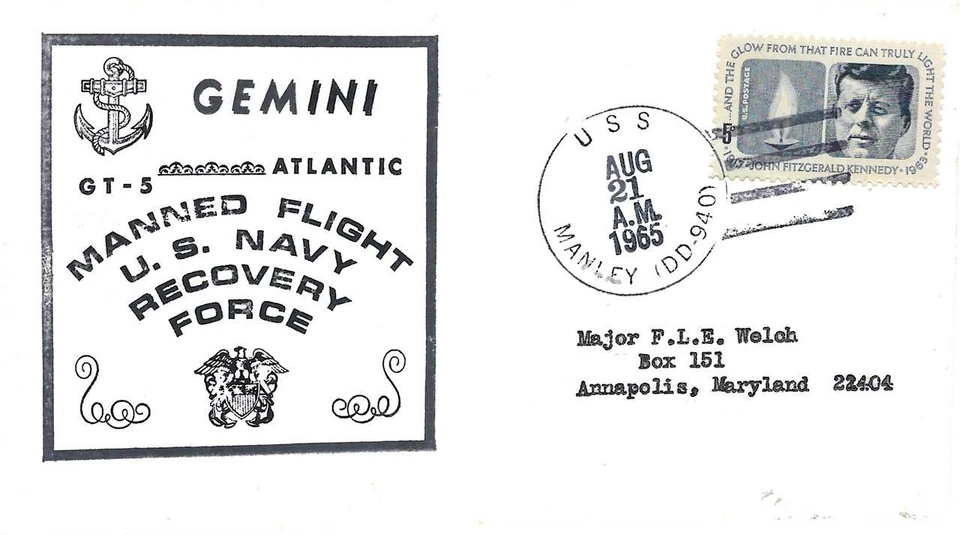 GEMINI
ATLANTIC
GT-5
MANNED FLIGHT
U. S. NAVY
RECOVERY
FORCE
USS
AUG
21
A.M.
1965
MANLEY (DD-940)
...AND THE GLOW FROM THAT FIRE CAN TRULY LIGHT THE WORLD
U.S. POSTAGE
5¢
1917 JOHN FITZGERALD KENNEDY 1963
Major F.L.E. Welch
Box 151
Annapolis, Maryland 22404